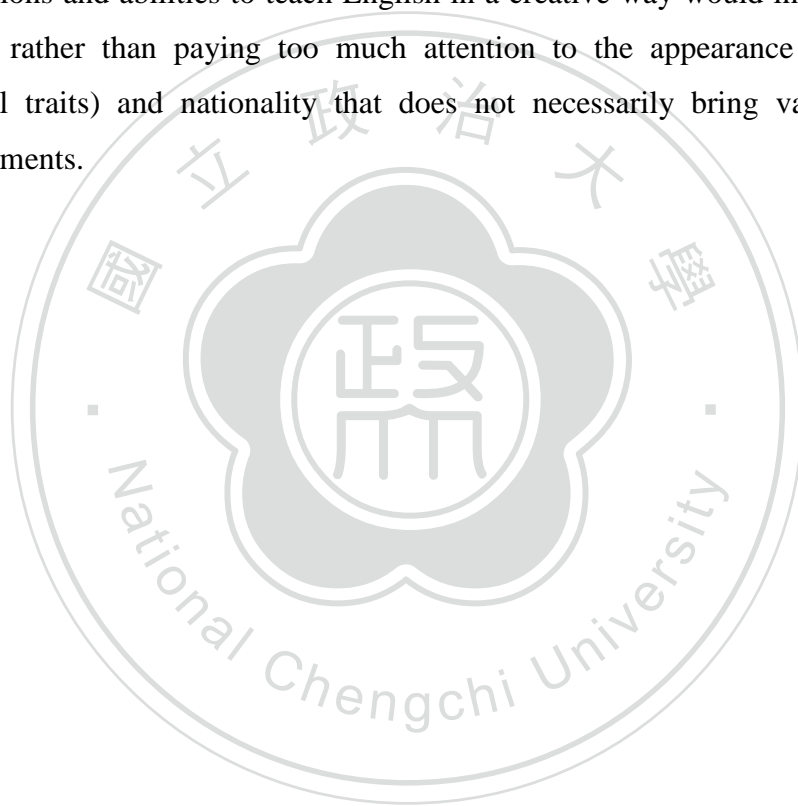 ions and abilities to teach English in a creative way would in
rather than paying too much attention to the appearance
l traits) and nationality that does not necessarily bring va
ments.
國立政治大學
政
National Chengchi University